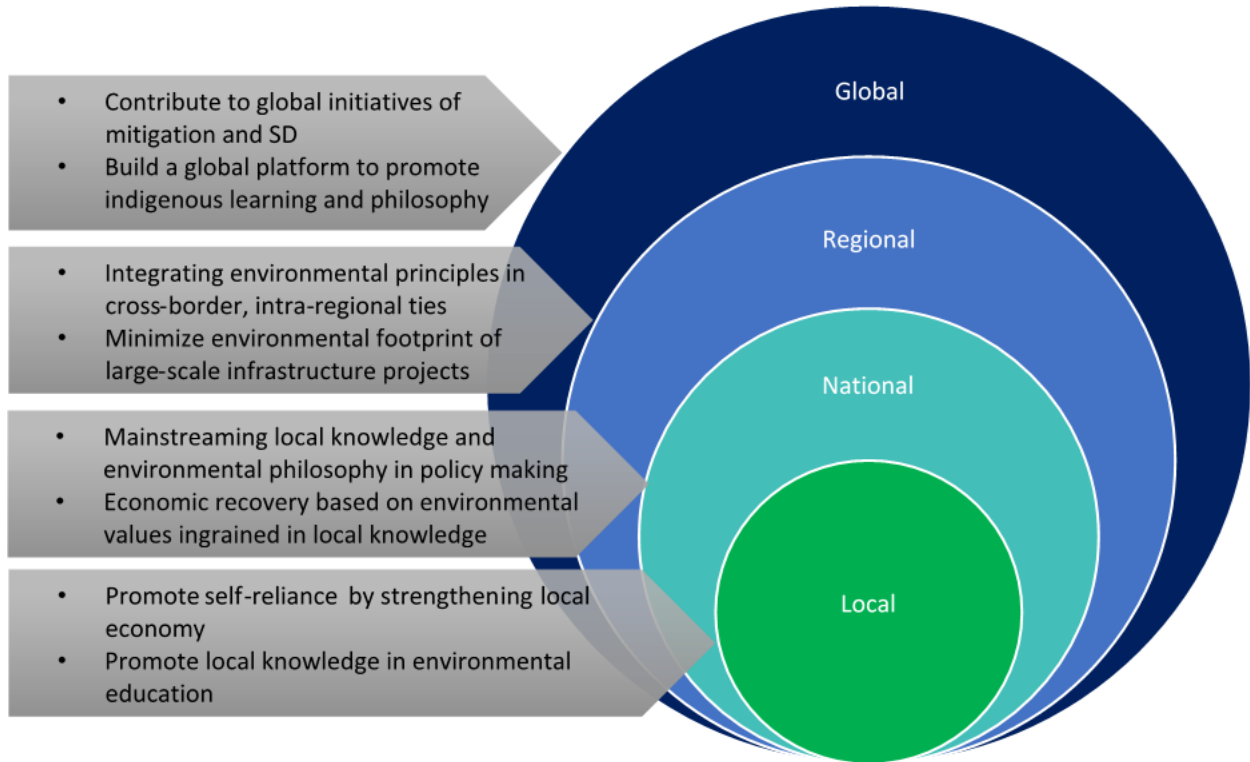 • Contribute to global initiatives of
mitigation and SD
• Build a global platform to promote
indigenous learning and philosophy
• Integrating environmental principles in
cross-border, intra-regional ties
• Minimize environmental footprint of
large-scale infrastructure projects
• Mainstreaming local knowledge and
environmental philosophy in policy making
• Economic recovery based on environmental
values ingrained in local knowledge
• Promote self-reliance by strengthening local
economy
• Promote local knowledge in environmental
education
Global
Regional
National
Local